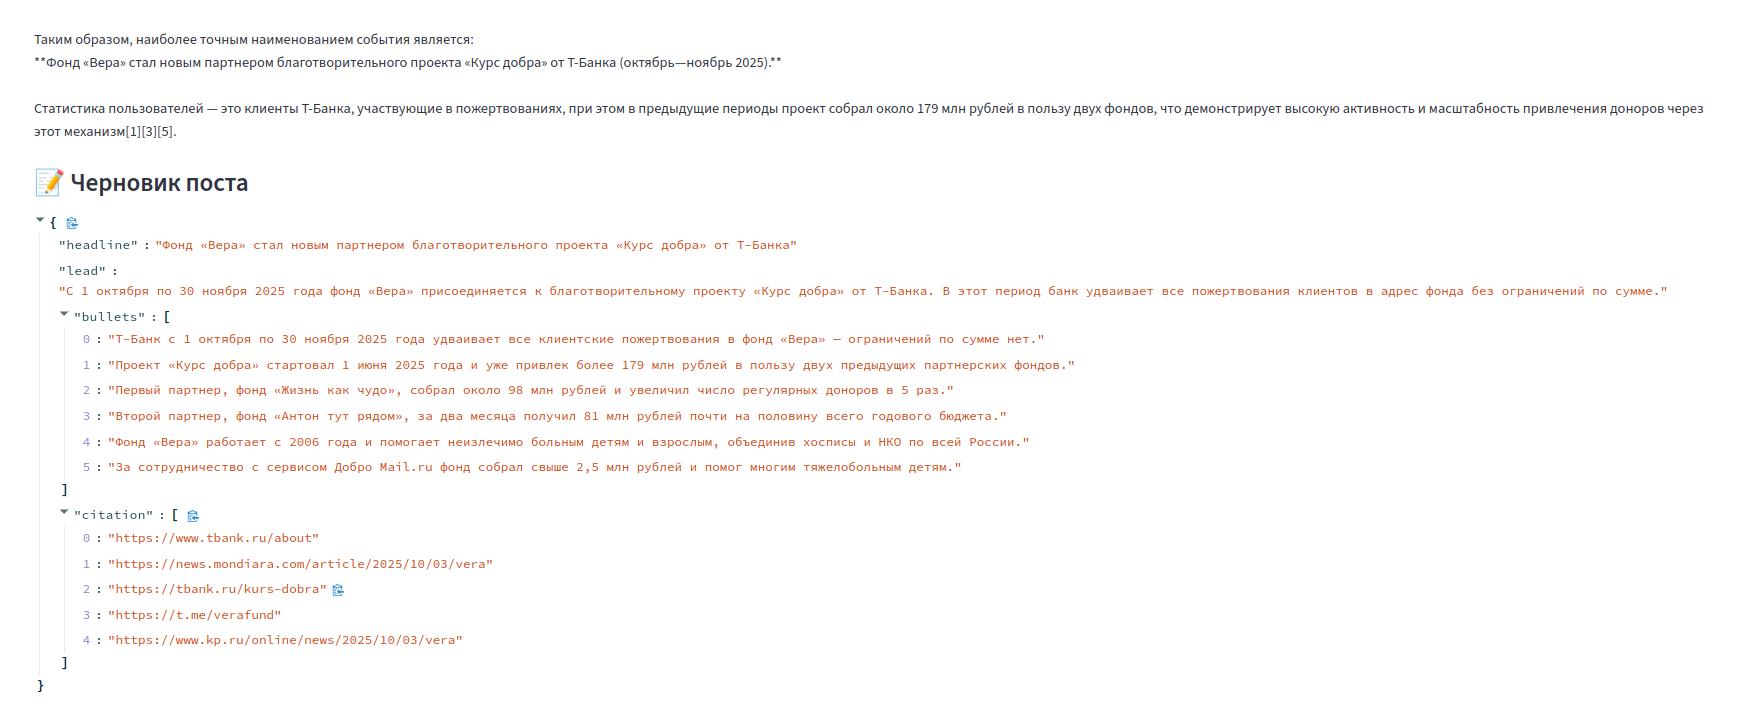 Таким образом, наиболее точным наименованием события является:
**Фонд «Вера» стал новым партнером благотворительного проекта «Курс добра» от Т-Банка (октябрь—ноябрь 2025).**
Статистика пользователей — это клиенты Т-Банка, участвующие в пожертвованиях, при этом в предыдущие периоды проект собрал около 179 млн рублей в пользу двух фондов, что демонстрирует высокую активность и масштабность привлечения доноров через
этот механизм[1][3][5].
📝 Черновик поста
{
"headline" : "Фонд «Вера» стал новым партнером благотворительного проекта «Курс добра» от Т-Банка"
"lead" :
"С 1 октября по 30 ноября 2025 года фонд «Вера» присоединяется к благотворительному проекту «Курс добра» от Т-Банка. В этот период банк удваивает все пожертвования клиентов в адрес фонда без ограничений по сумме."
"bullets" : [
0 : "Т-Банк с 1 октября по 30 ноября 2025 года удваивает все клиентские пожертвования в фонд «Вера» — ограничений по сумме нет."
1 : "Проект «Курс добра» стартовал 1 июня 2025 года и уже привлек более 179 млн рублей в пользу двух предыдущих партнерских фондов."
2 : "Первый партнер, фонд «Жизнь как чудо», собрал около 98 млн рублей и увеличил число регулярных доноров в 5 раз."
3 : "Второй партнер, фонд «Антон тут рядом», за два месяца получил 81 млн рублей почти на половину всего годового бюджета."
4 : "Фонд «Вера» работает с 2006 года и помогает неизлечимо больным детям и взрослым, объединив хосписы и НКО по всей России."
5 : "За сотрудничество с сервисом Добро Mail.ru фонд собрал свыше 2,5 млн рублей и помог многим тяжелобольным детям."
]
"citation" : [
0 : "https://www.tbank.ru/about"
1 : "https://news.mondiara.com/article/2025/10/03/vera"
2 : "https://tbank.ru/kurs-dobra"
3 : "https://t.me/verafund"
4 : "https://www.kp.ru/online/news/2025/10/03/vera"
]
}